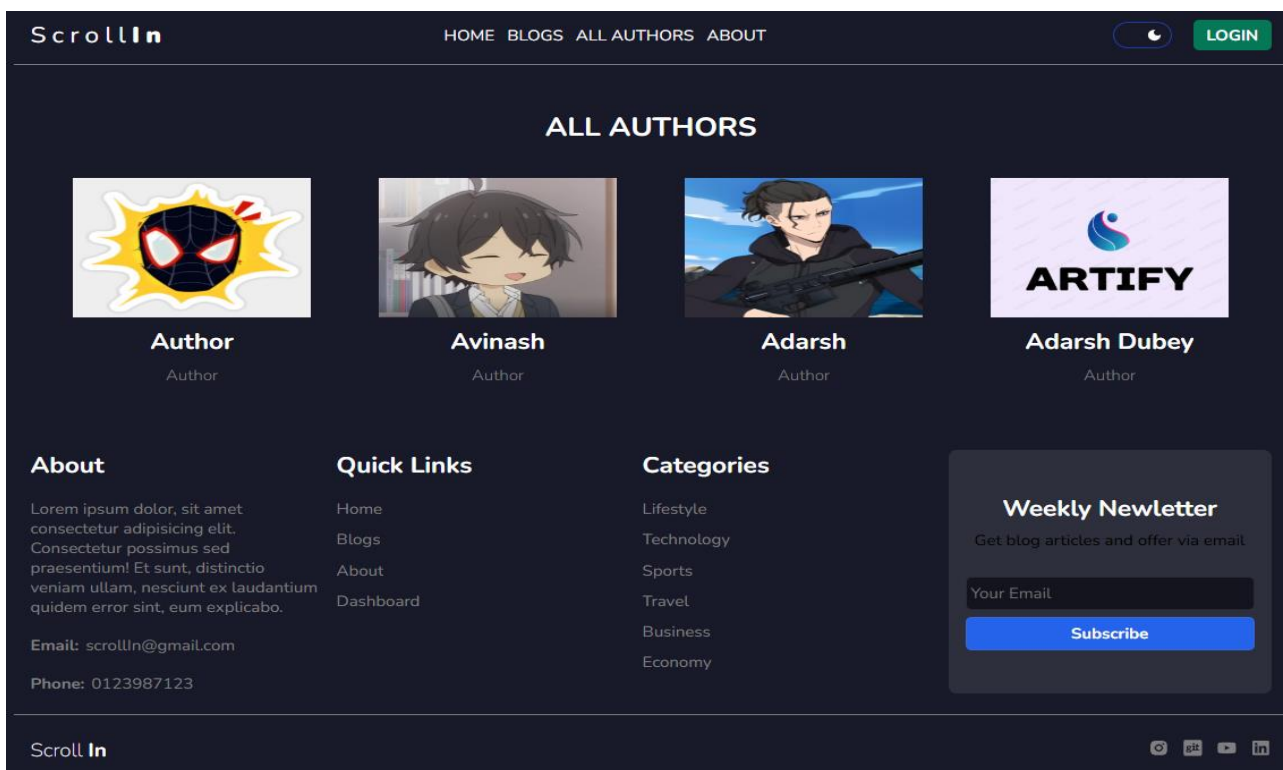 ScrollIn
HOME BLOGS ALL AUTHORS ABOUT
LOGIN
ALL AUTHORS
ARTIFY
Author
Author
Avinash
Author
Adarsh
Author
Adarsh Dubey
Author
About
Lorem ipsum dolor, sit amet
consectetur adipisicing elit.
Consectetur possimus sed
praesentium! Et sunt, distinctio
veniam ullam, nesciunt ex laudantium
quidem error sint, eum explicabo.
Email: scrollIn@gmail.com
Phone: 0123987123
Quick Links
Home
Blogs
About
Dashboard
Categories
Lifestyle
Technology
Sports
Travel
Business
Economy
Weekly Newletter
Get blog articles and offer via email
Your Email
Subscribe
Scroll In
git
in